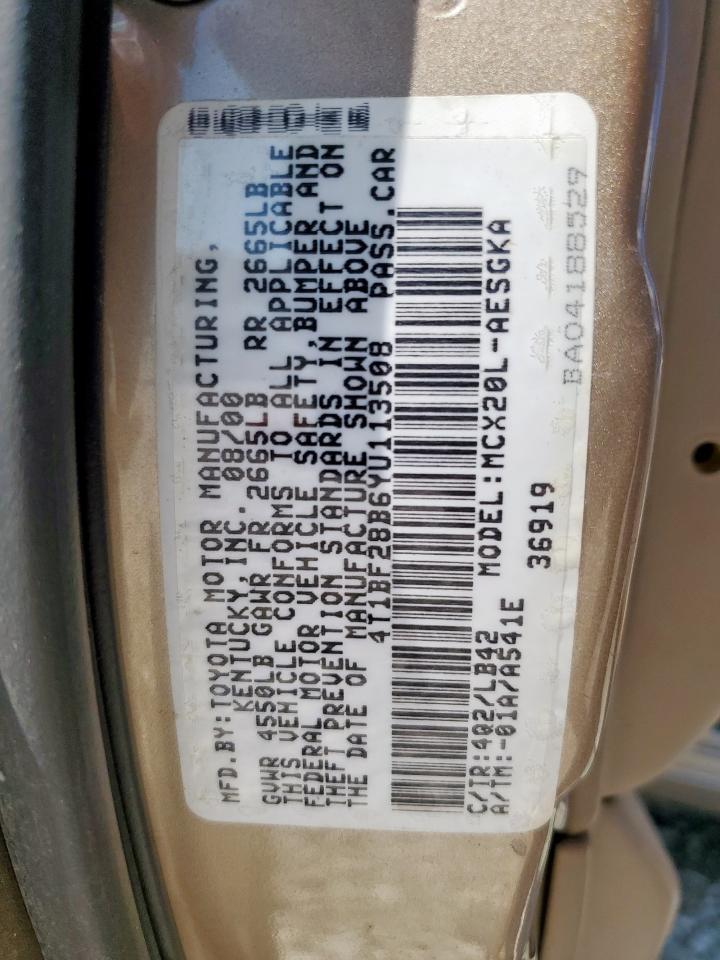 MFD.BY:TOYOTA MOTOR MANUFACTURING,
KENTUCKY,INC. 08/00
GVWR 4550LB GAWR FR 2665LB RR 2665LB
THIS VEHICLE CONFORMS TO ALL APPLICABLE
FEDERAL MOTOR VEHICLE SAFETY,BUMPER AND
THEFT PREVENTION STANDARDS IN EFFECT ON
THE DATE OF MANUFACTURE SHOWN ABOVE
4T1BF28B6YU113508 PASS.CAR
C/TR:4Q2/LB42 MODEL:MCX20L-AESGKA
A/TM:-01A/A541E 36919
BA04188529